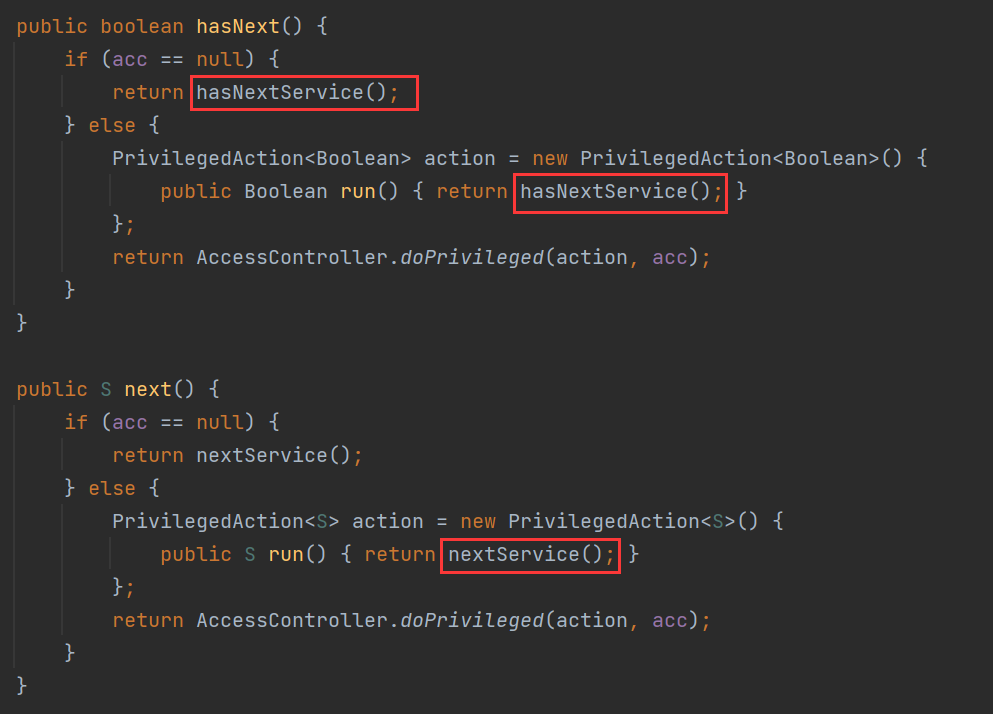 public boolean hasNext() {
    if (acc == null) {
        return hasNextService();
    } else {
        PrivilegedAction<Boolean> action = new PrivilegedAction<Boolean>() {
            public Boolean run() { return hasNextService(); }
        };
        return AccessController.doPrivileged(action, acc);
    }
}

public S next() {
    if (acc == null) {
        return nextService();
    } else {
        PrivilegedAction<S> action = new PrivilegedAction<S>() {
            public S run() { return nextService(); }
        };
        return AccessController.doPrivileged(action, acc);
    }
}